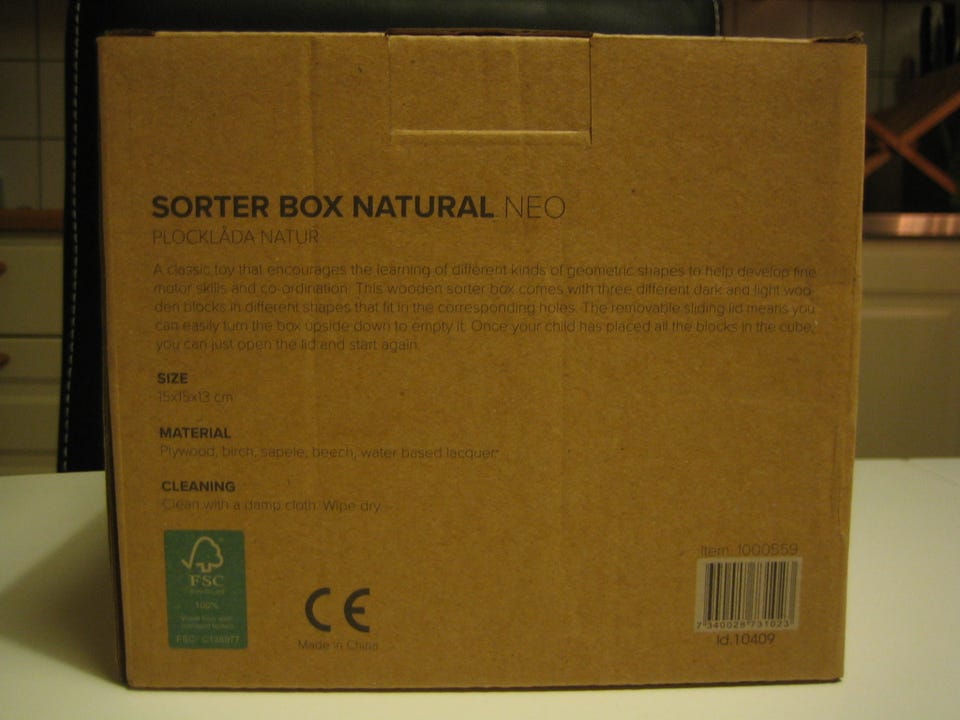 SORTER BOX NATURAL NEO
PLOCKLÅDA NATUR
A classic toy that encourages the learning of different kinds of geometric shapes to help develop fine
motor skills and co-ordination. This wooden sorter box comes with three different dark and light woo-
den blocks in different shapes that fit in the corresponding holes. The removable sliding lid means you
can easily turn the box upside down to empty it. Once your child has placed all the blocks in the cube,
you can just open the lid and start again.
SIZE
15x15x13 cm
MATERIAL
Plywood, birch, sapele, beech, water based lacquer
CLEANING
Clean with a damp cloth. Wipe dry.
FSC
100%
CE
Made in China
Item: 1000559
7 340028 731023
Id.10409